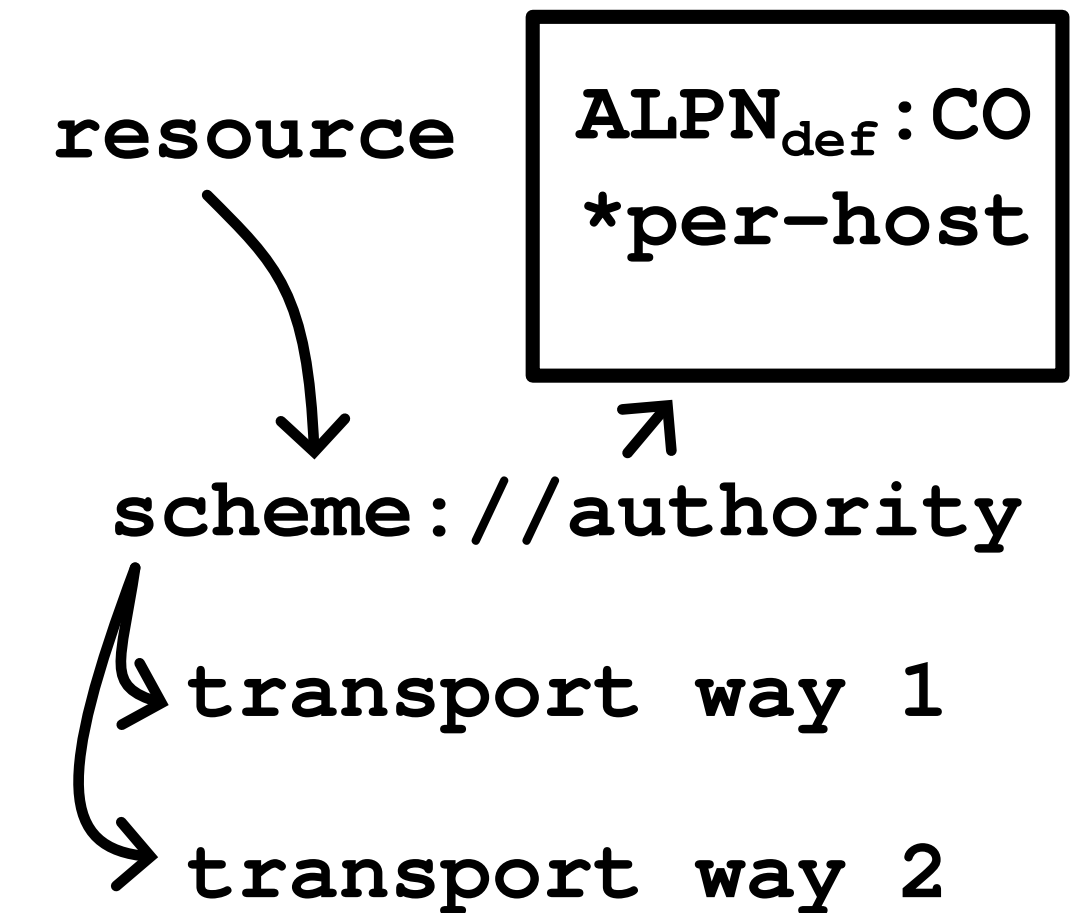 resource
ALPNdef:CO
*per-host
scheme://authority
transport way 1
transport way 2